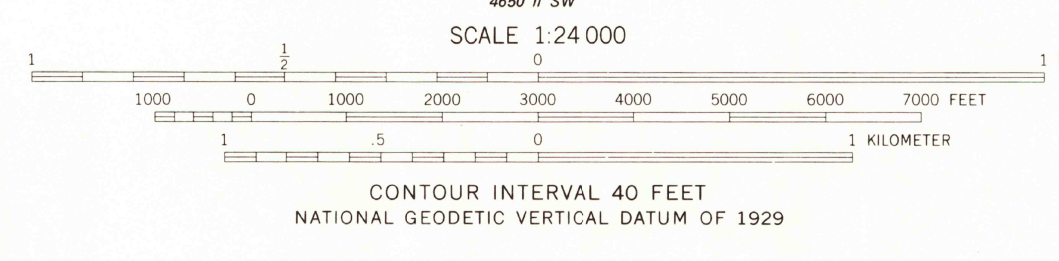 4650 II SW
SCALE 1:24 000
1 1/2 0 1
1000 0 1000 2000 3000 4000 5000 6000 7000 FEET
1 .5 0 1 KILOMETER
CONTOUR INTERVAL 40 FEET
NATIONAL GEODETIC VERTICAL DATUM OF 1929